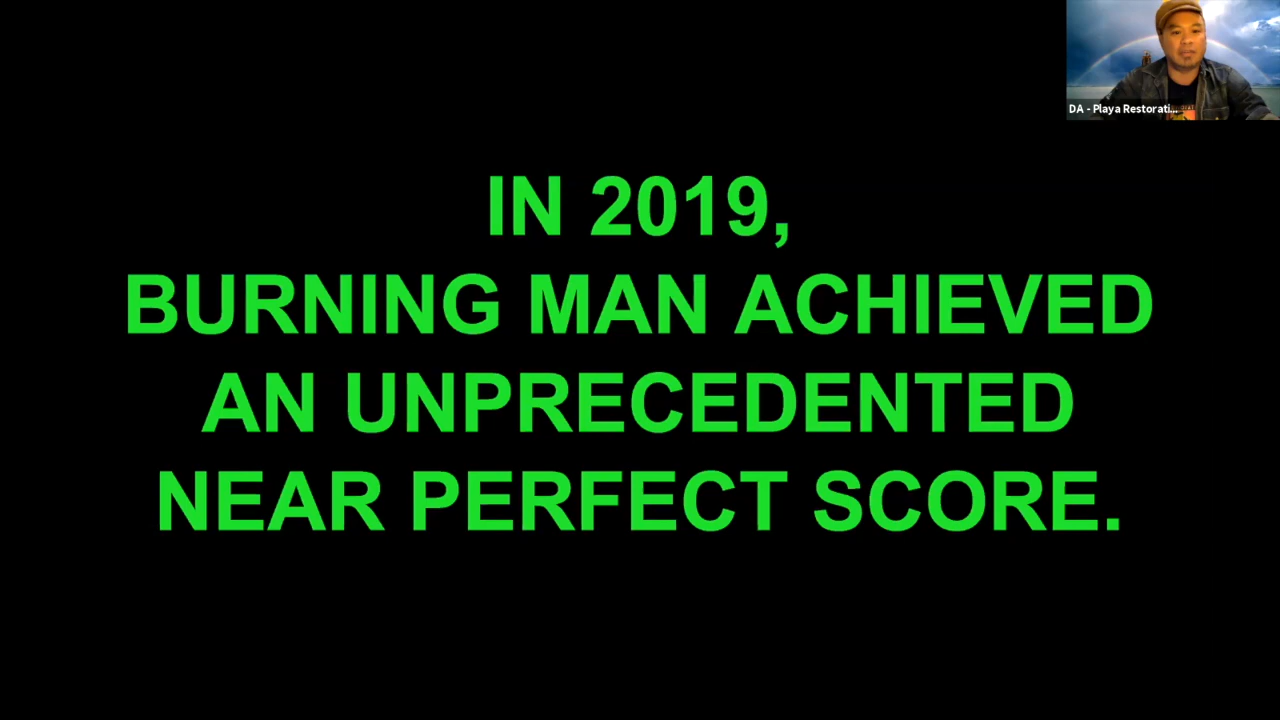 DA - Playa Restorati...
IN 2019,
BURNING MAN ACHIEVED
AN UNPRECEDENTED
NEAR PERFECT SCORE.